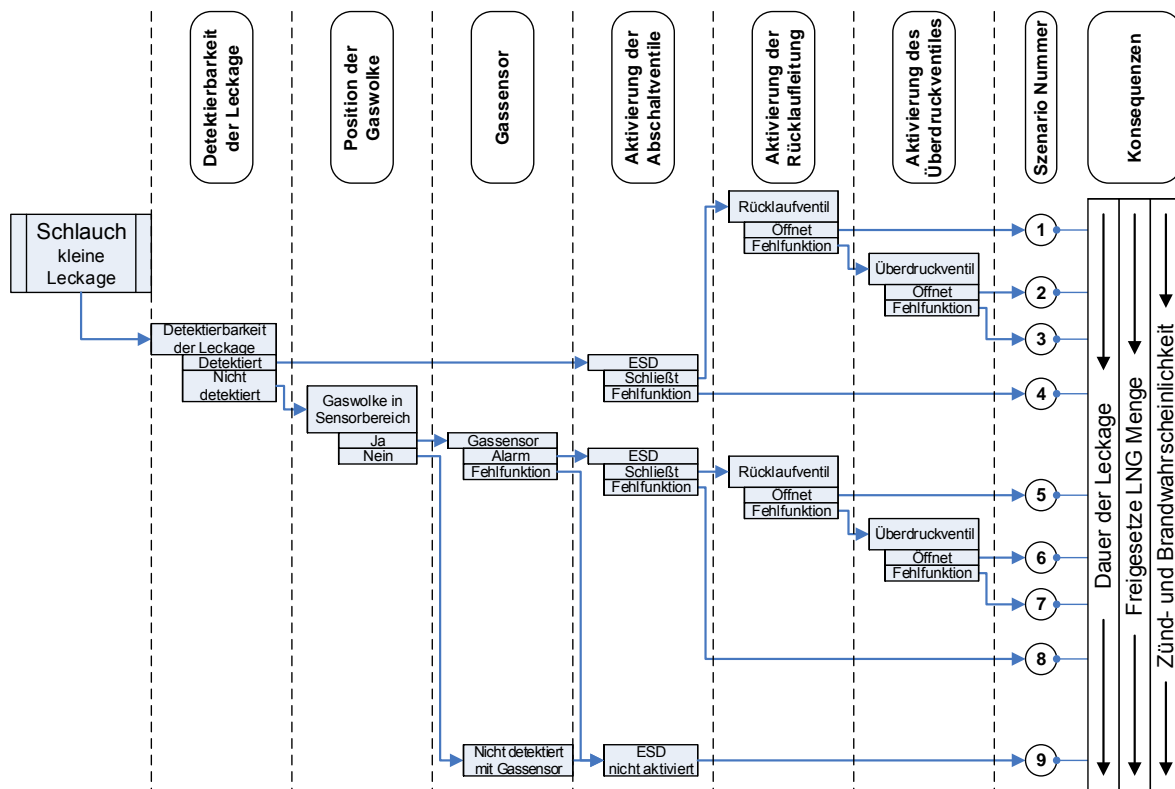 Detektierbarkeit
der Leckage
Position der
Gaswolke
Gassensor
Aktivierung der
Abschaltventile
Aktivierung der
Rücklaufleitung
Aktivierung des
Überdruckventiles
Szenario Nummer
Konsequenzen
Schlauch
kleine
Leckage
Detektierbarkeit
der Leckage
Detektiert
Nicht
detektiert
Gaswolke in
Sensorbereich
Ja
Nein
Gassensor
Alarm
Fehlfunktion
Nicht detektiert
mit Gassensor
ESD
Schließt
Fehlfunktion
ESD
Schließt
Fehlfunktion
ESD
nicht aktiviert
Rücklaufventil
Öffnet
Fehlfunktion
Überdruckventil
Öffnet
Fehlfunktion
Rücklaufventil
Öffnet
Fehlfunktion
Überdruckventil
Öffnet
Fehlfunktion
1
2
3
4
5
6
7
8
9
Dauer der Leckage
Freigesetze LNG Menge
Zünd- und Brandwahrscheinlichkeit